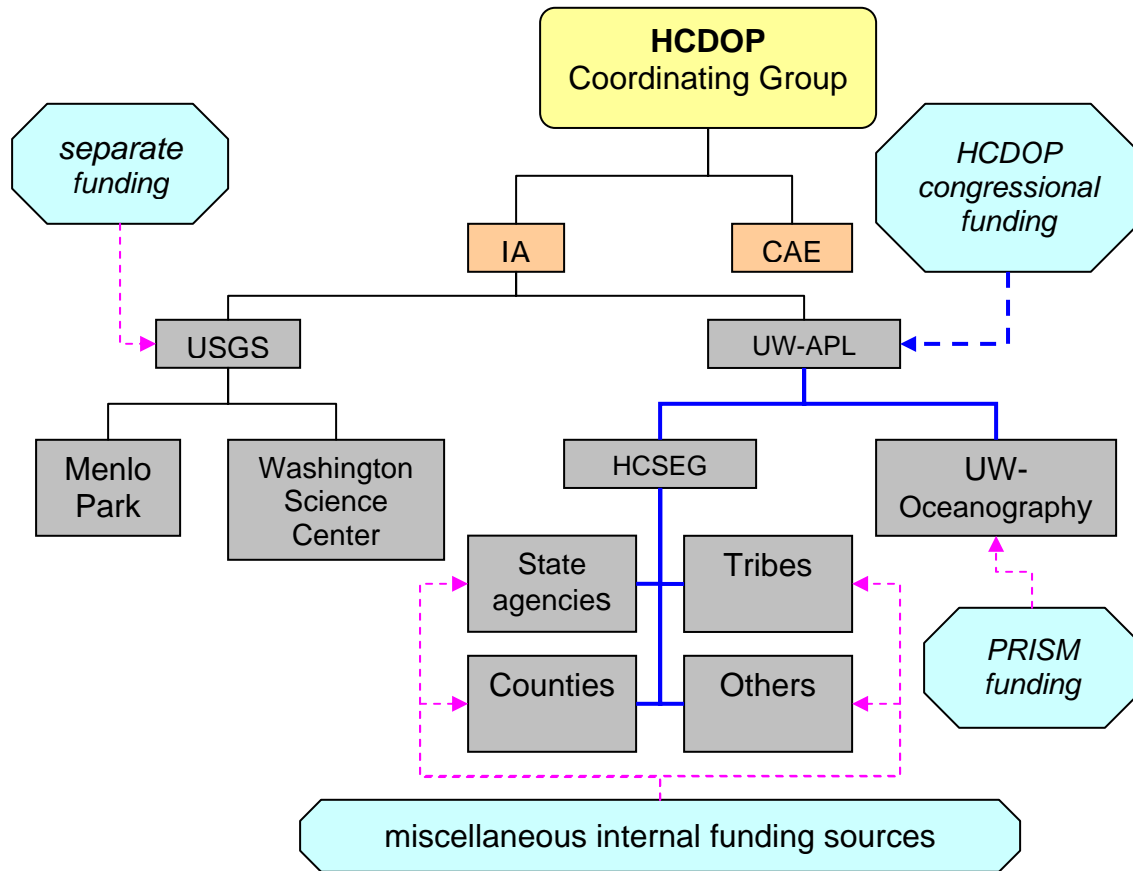 HCDOP
Coordinating Group
separate
funding
HCDOP
congressional
funding
IA
CAE
USGS
UW-APL
Menlo
Park
Washington
Science
Center
HCSEG
UW-
Oceanography
State
agencies
Tribes
Counties
Others
PRISM
funding
miscellaneous internal funding sources